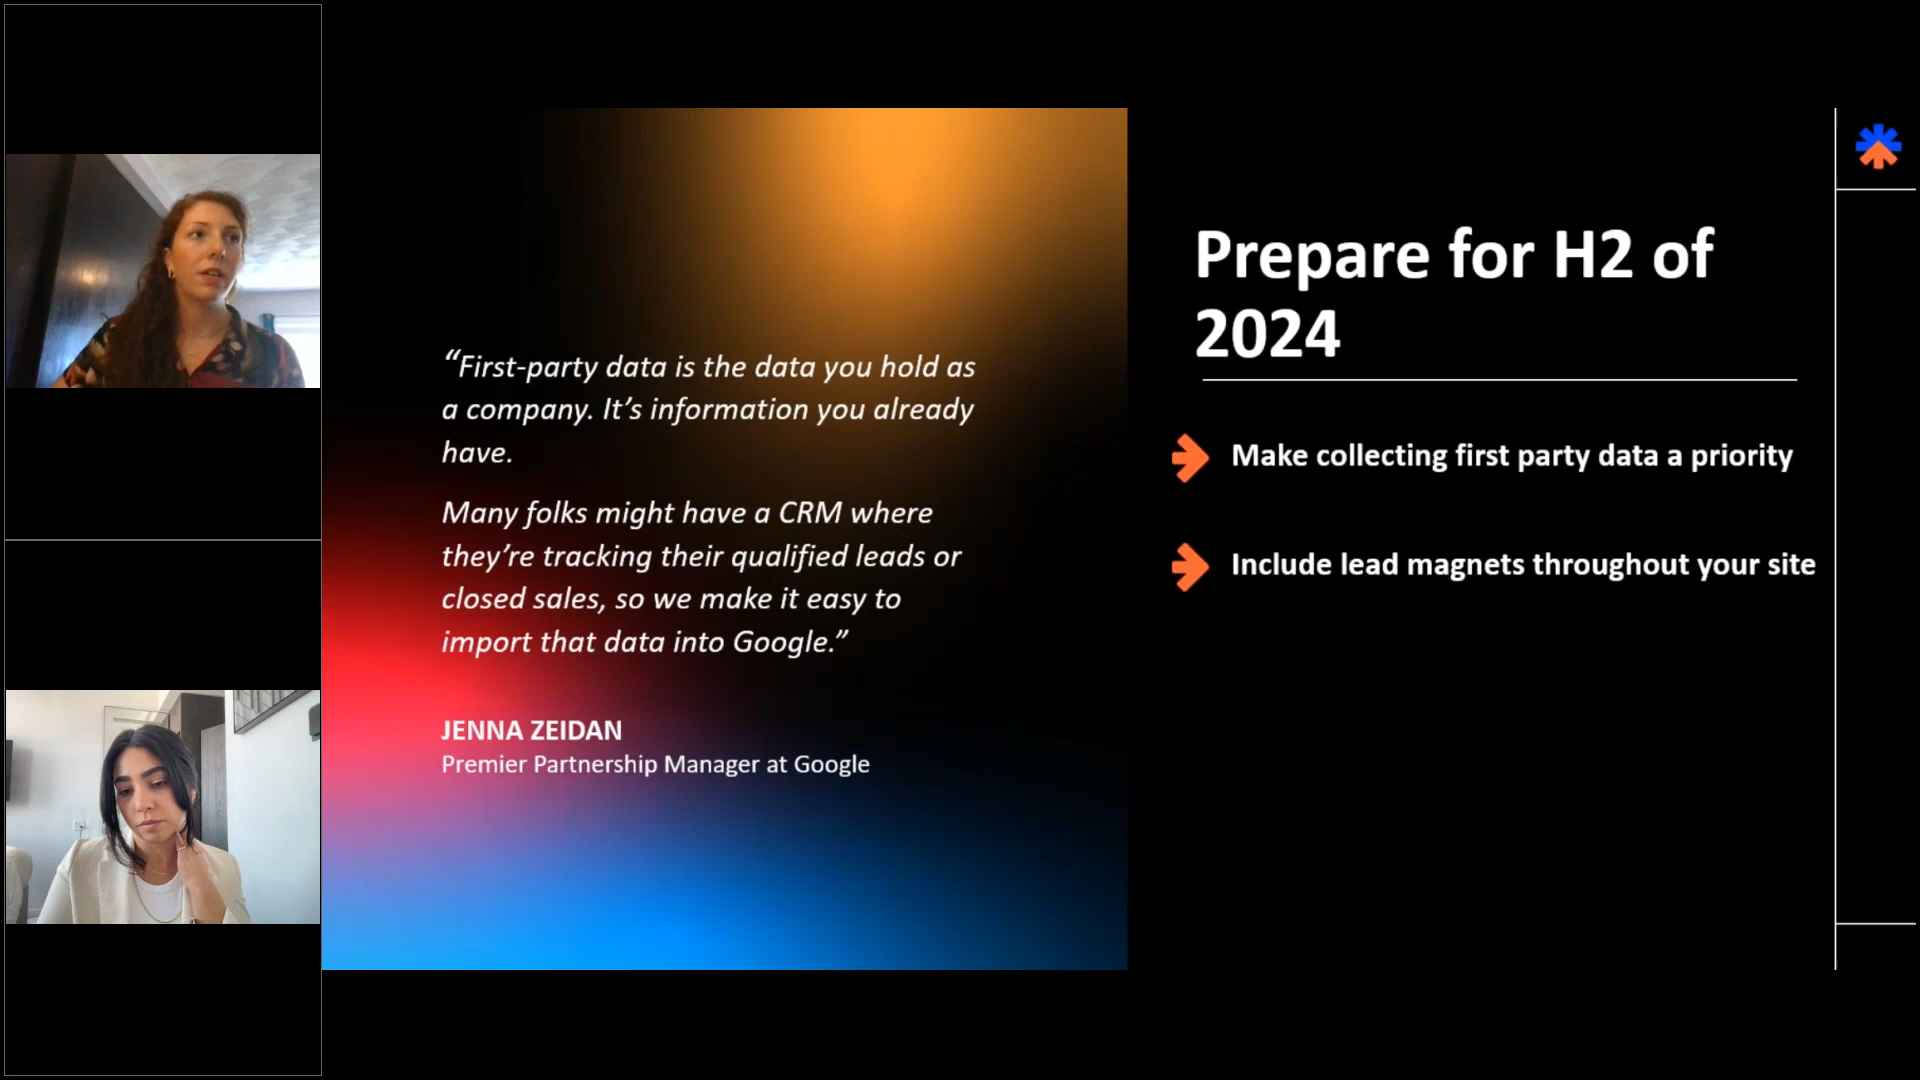 “First-party data is the data you hold as
a company. It’s information you already
have.
Many folks might have a CRM where
they’re tracking their qualified leads or
closed sales, so we make it easy to
import that data into Google.”
JENNA ZEIDAN
Premier Partnership Manager at Google
Prepare for H2 of
2024
Make collecting first party data a priority
Include lead magnets throughout your site